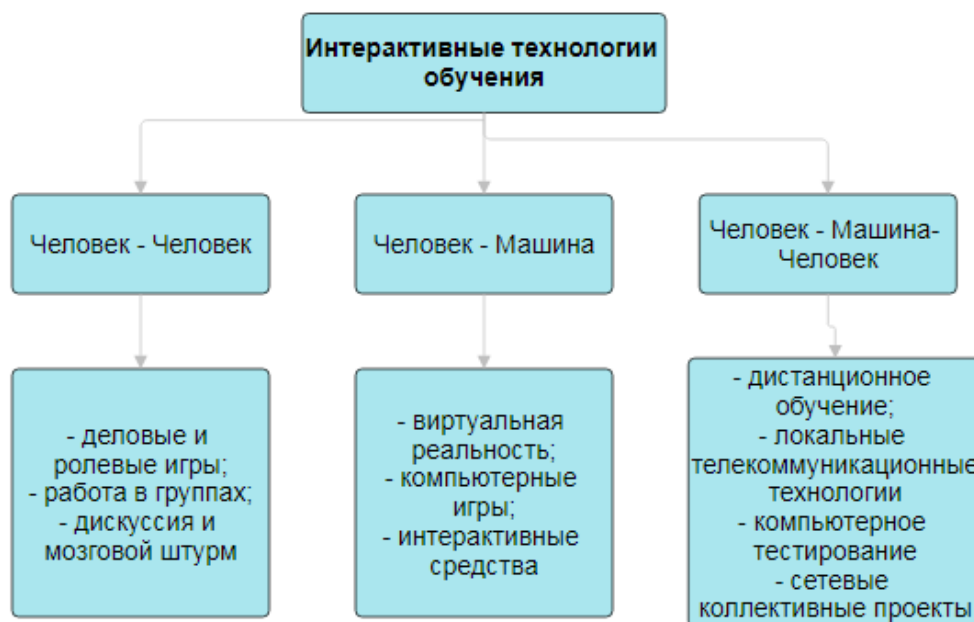 Интерактивные технологии
обучения
Человек - Человек
Человек - Машина
Человек - Машина-
Человек
- деловые и
ролевые игры;
- работа в группах;
- дискуссия и
мозговой штурм
- виртуальная
реальность;
- компьютерные
игры;
- интерактивные
средства
- дистанционное
обучение;
- локальные
телекоммуникационные
технологии
- компьютерное
тестирование
- сетевые
коллективные проекты